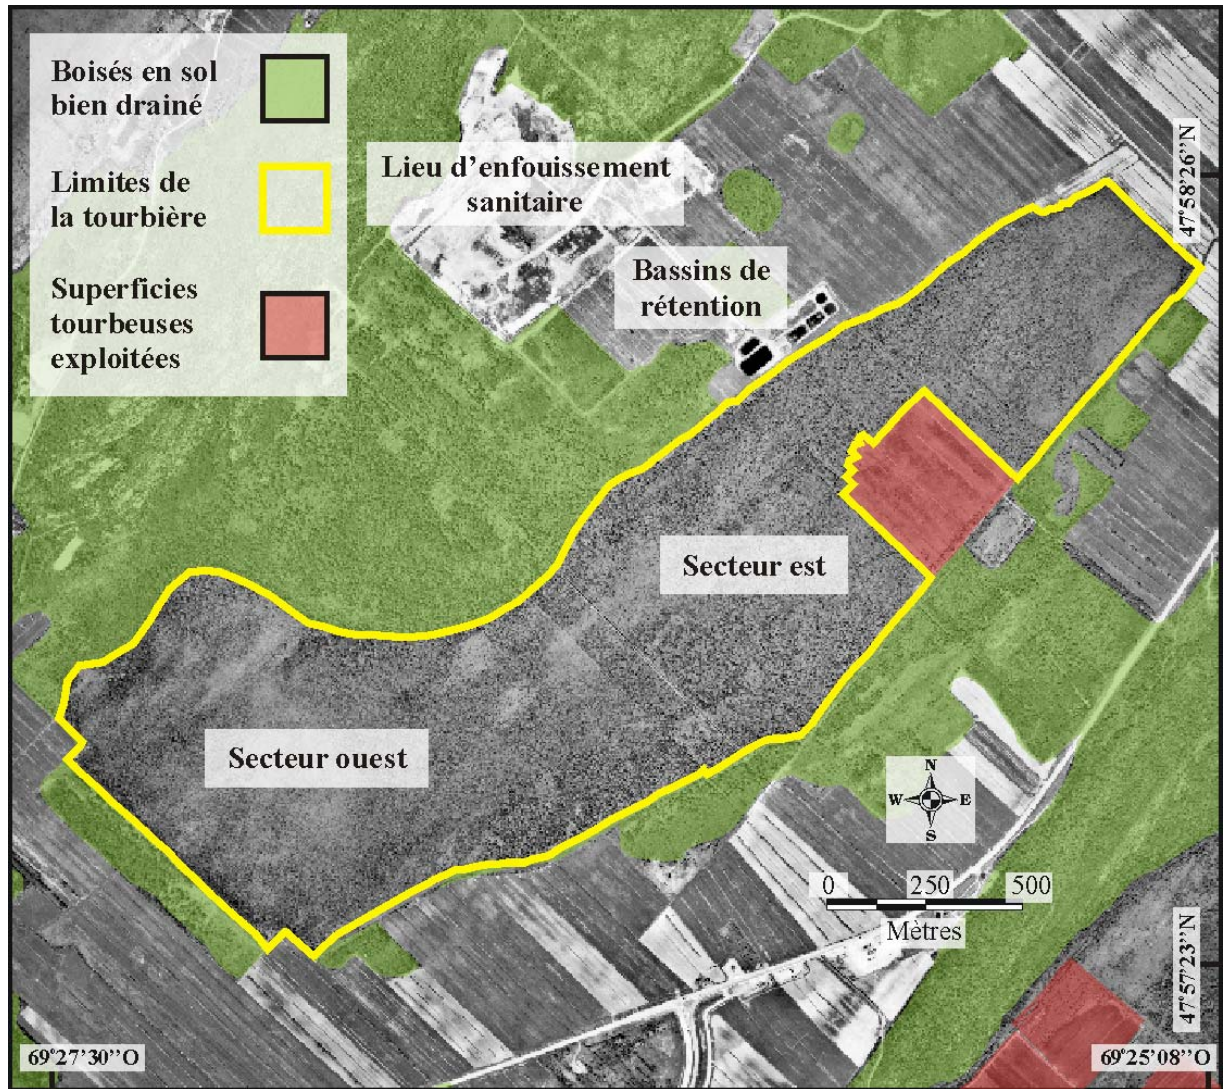 Boisés en sol
bien drainé
Limites de
la tourbière
Superficies
tourbeuses
exploitées
Lieu d'enfouissement
sanitaire
Bassins de
rétention
47°58'26''N
Secteur est
Secteur ouest
N
W E
S
0 250 500
Mètres
47°57'23''N
69°27'30''O
69°25'08''O